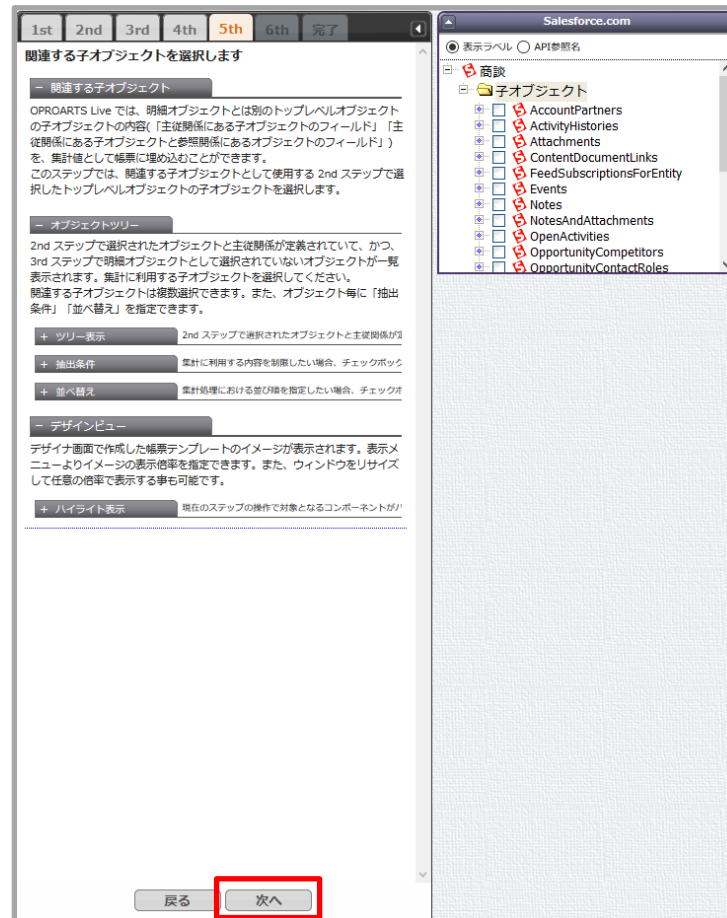 1st 2nd 3rd 4th 5th 6th 完了
関連する子オブジェクトを選択します
－ 関連する子オブジェクト
OPROARTS Live では、明細オブジェクトとは別のトップレベルオブジェクト
の子オブジェクトの内容(「主従関係にある子オブジェクトのフィールド」「主
従関係にある子オブジェクトと参照関係にあるオブジェクトのフィールド」)
を、集計値として帳票に埋め込むことができます。
このステップでは、関連する子オブジェクトとして使用する 2nd ステップで選
択したトップレベルオブジェクトの子オブジェクトを選択します。
－ オブジェクトツリー
2nd ステップで選択されたオブジェクトと主従関係が定義されていて、かつ、
3rd ステップで明細オブジェクトとして選択されていないオブジェクトが一覧
表示されます。集計に利用する子オブジェクトを選択してください。
関連する子オブジェクトは複数選択できます。また、オブジェクト毎に「抽出
条件」「並べ替え」を指定できます。
＋ ツリー表示 2nd ステップで選択されたオブジェクトと主従関係が定
＋ 抽出条件 集計に利用する内容を制限したい場合、チェックボック
＋ 並べ替え 集計処理における並び順を指定したい場合、チェックボ
－ デザインビュー
デザイナ画面で作成した帳票テンプレートのイメージが表示されます。表示メ
ニューよりイメージの表示倍率を指定できます。また、ウィンドウをリサイズ
して任意の倍率で表示する事も可能です。
＋ ハイライト表示 現在のステップの操作で対象となるコンポーネントがハ
戻る 次へ
Salesforce.com
表示ラベル API参照名
商談
子オブジェクト
AccountPartners
ActivityHistories
Attachments
ContentDocumentLinks
FeedSubscriptionsForEntity
Events
Notes
NotesAndAttachments
OpenActivities
OpportunityCompetitors
OpportunityContactRoles